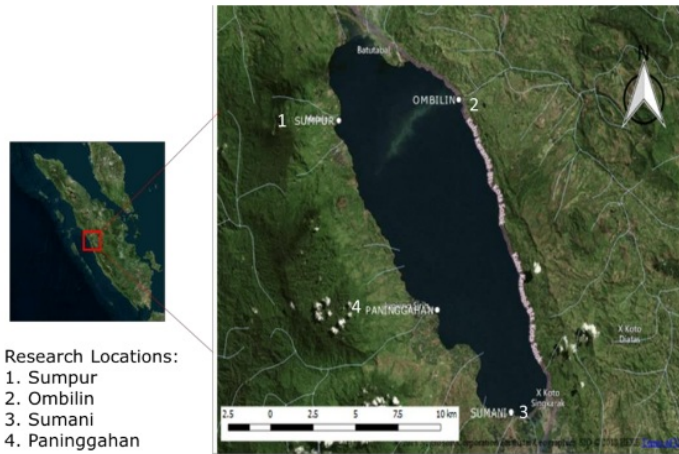 Batutabal
N
OMBILIN 2
1 SUMPUR
4 PANINGGAHAN
X Koto
Diatas
X Koto
Singkarak
SUMANI 3
2.5 0 2.5 5 7.5 10 km
Research Locations:
1. Sumpur
2. Ombilin
3. Sumani
4. Paninggahan